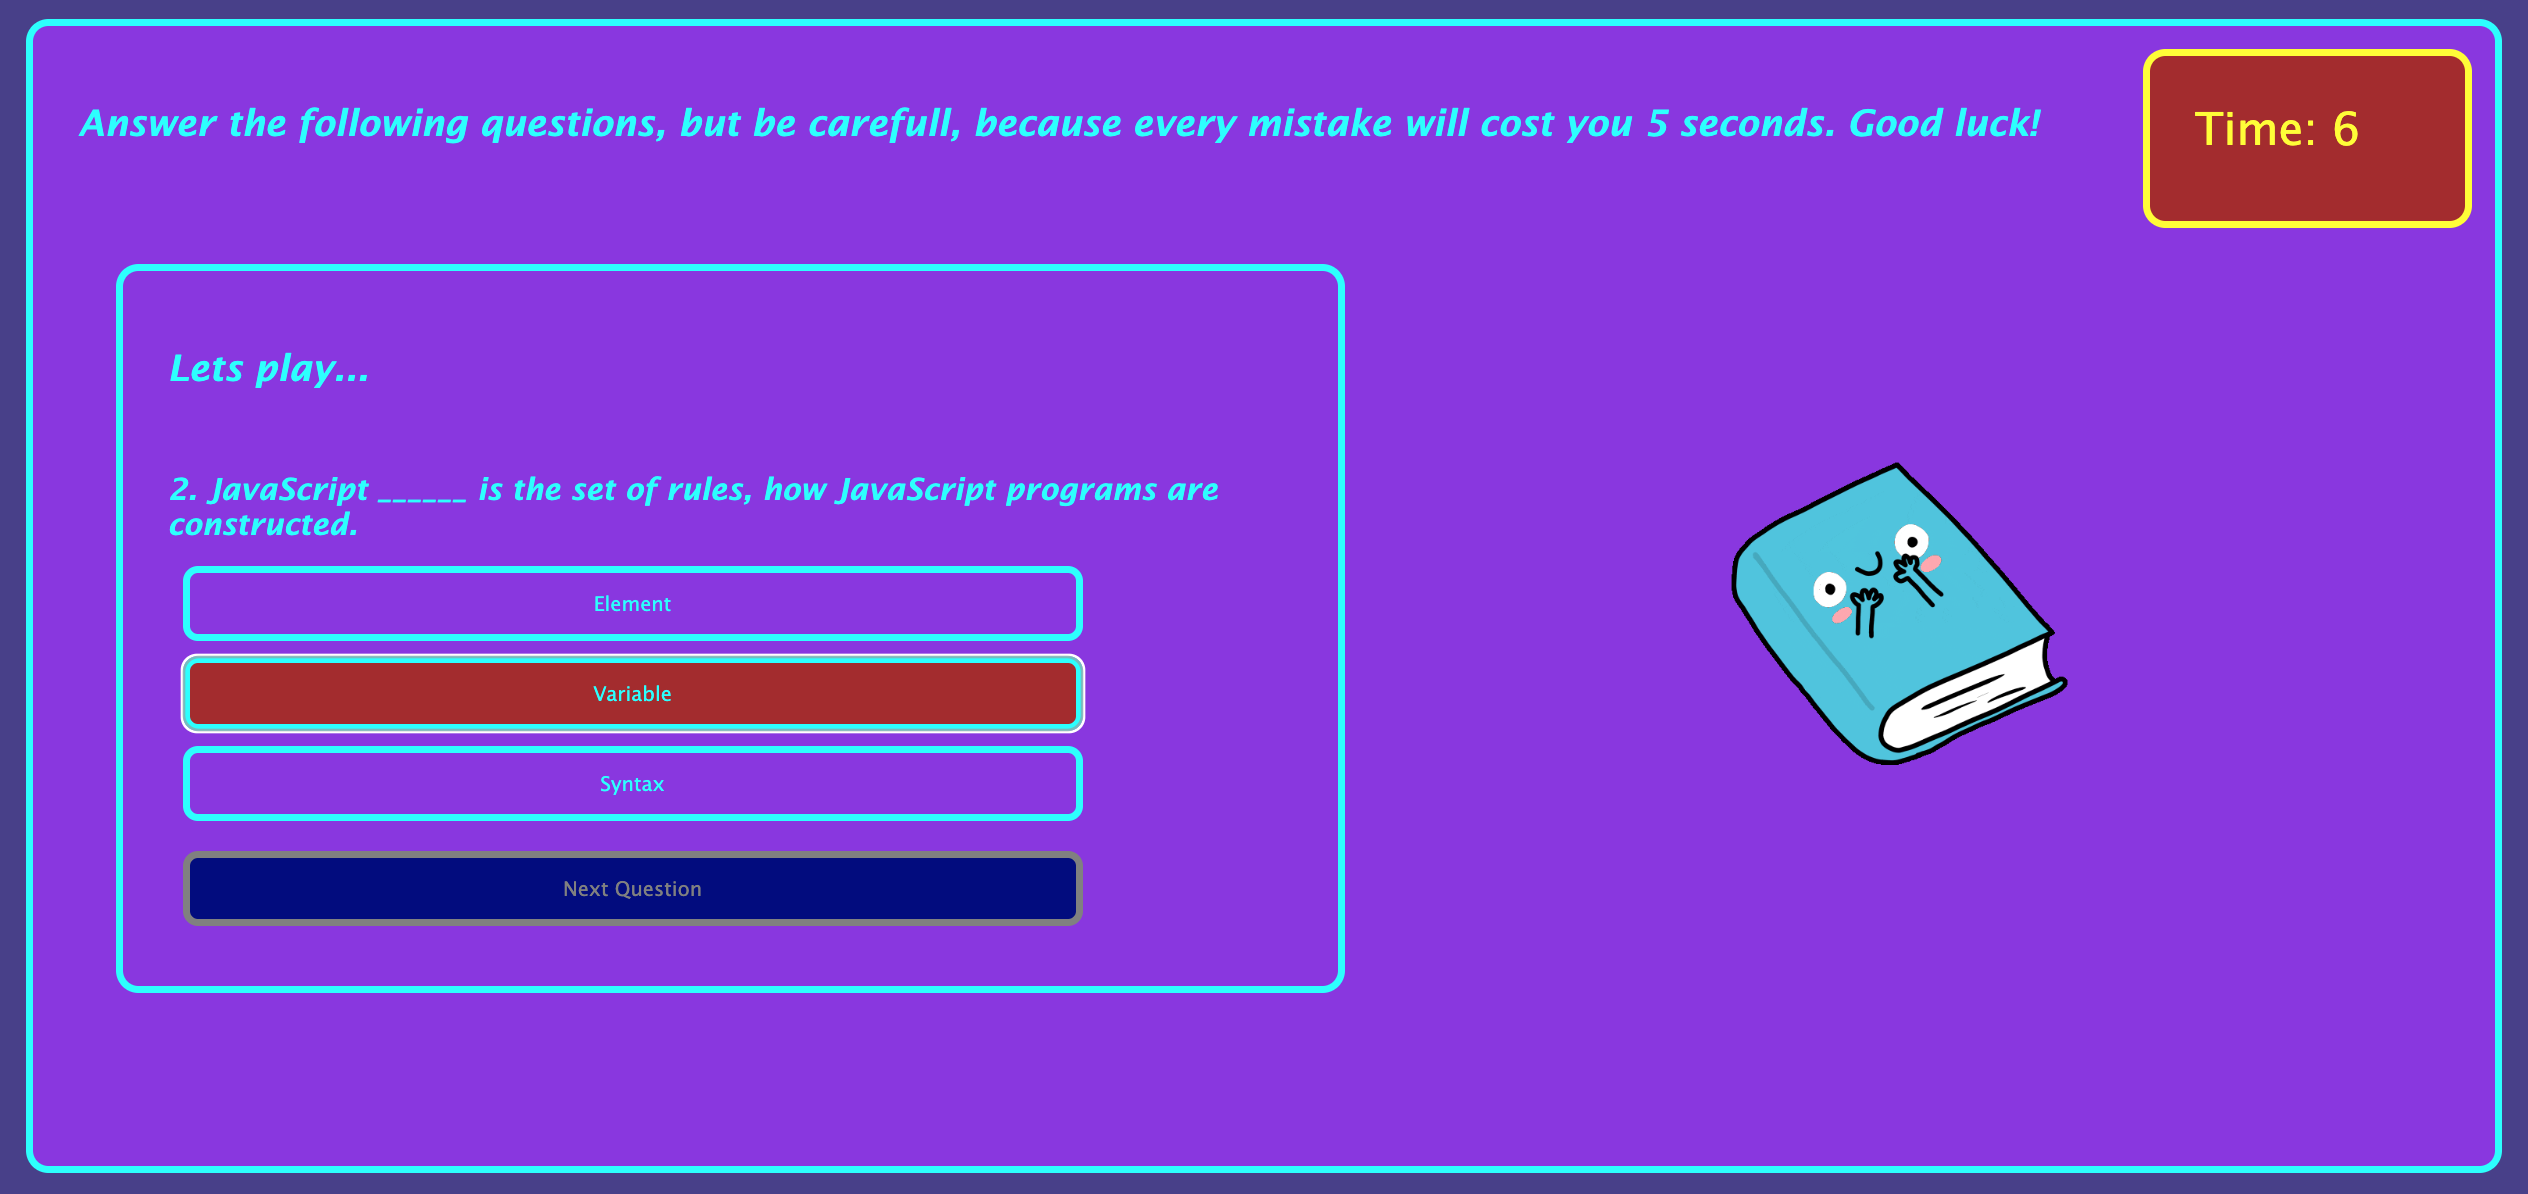 Answer the following questions, but be carefull, because every mistake will cost you 5 seconds. Good luck!
Time: 6
Lets play...
2. JavaScript ______ is the set of rules, how JavaScript programs are
constructed.
Element
Variable
Syntax
Next Question